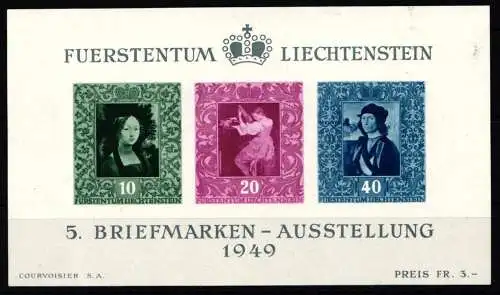 FUERSTENTUM LIECHTENSTEIN
10 20 40
FÜRSTENTUM LIECHTENSTEIN FÜRSTENTUM LIECHTENSTEIN FÜRSTENTUM LIECHTENSTEIN
5. BRIEFMARKEN - AUSSTELLUNG
1949
COURVOISIER S.A. PREIS FR. 3.-